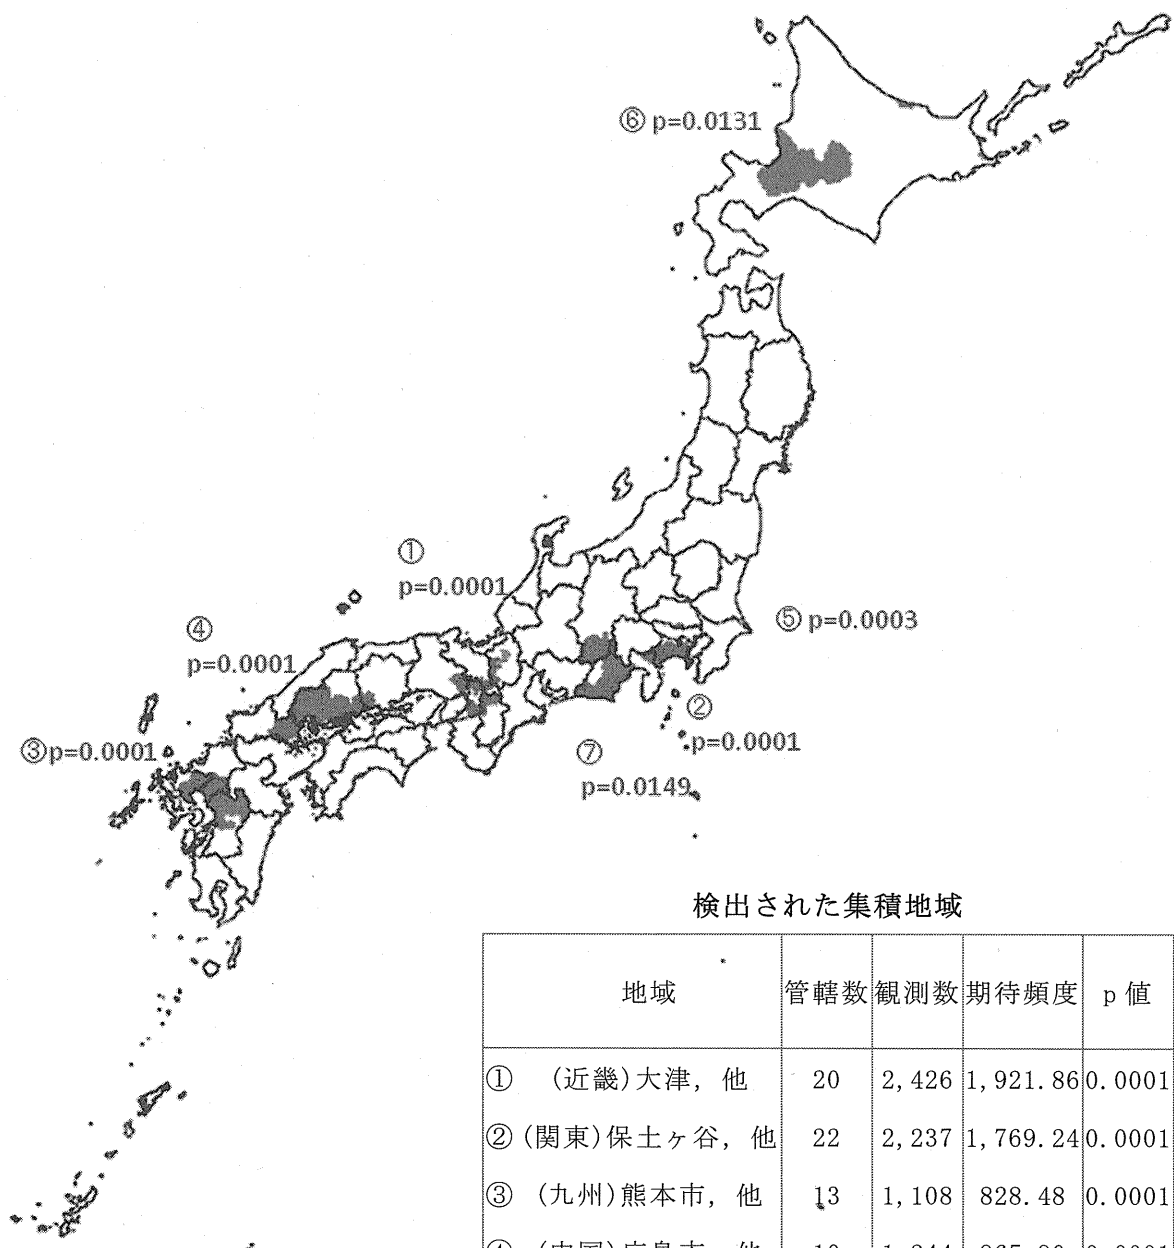 ⑥ p=0.0131
①
p=0.0001
④
p=0.0001
⑤ p=0.0003
②
p=0.0001
③p=0.0001
⑦
p=0.0149
検出された集積地域
地域 管轄数 観測数 期待頻度 p 値
① (近畿)大津, 他 20 2,426 1,921.86 0.0001
② (関東)保土ヶ谷, 他 22 2,237 1,769.24 0.0001
③ (九州)熊本市, 他 13 1,108 828.48 0.0001